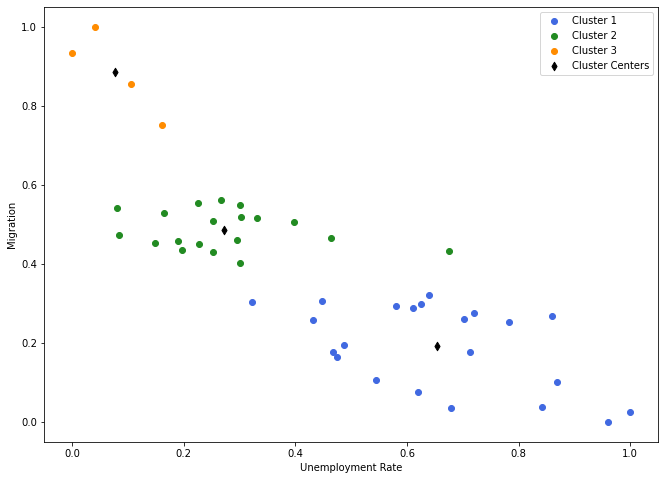 Cluster 1
Cluster 2
Cluster 3
Cluster Centers
Migration
1.0
0.8
0.6
0.4
0.2
0.0
0.0 0.2 0.4 0.6 0.8 1.0
Unemployment Rate